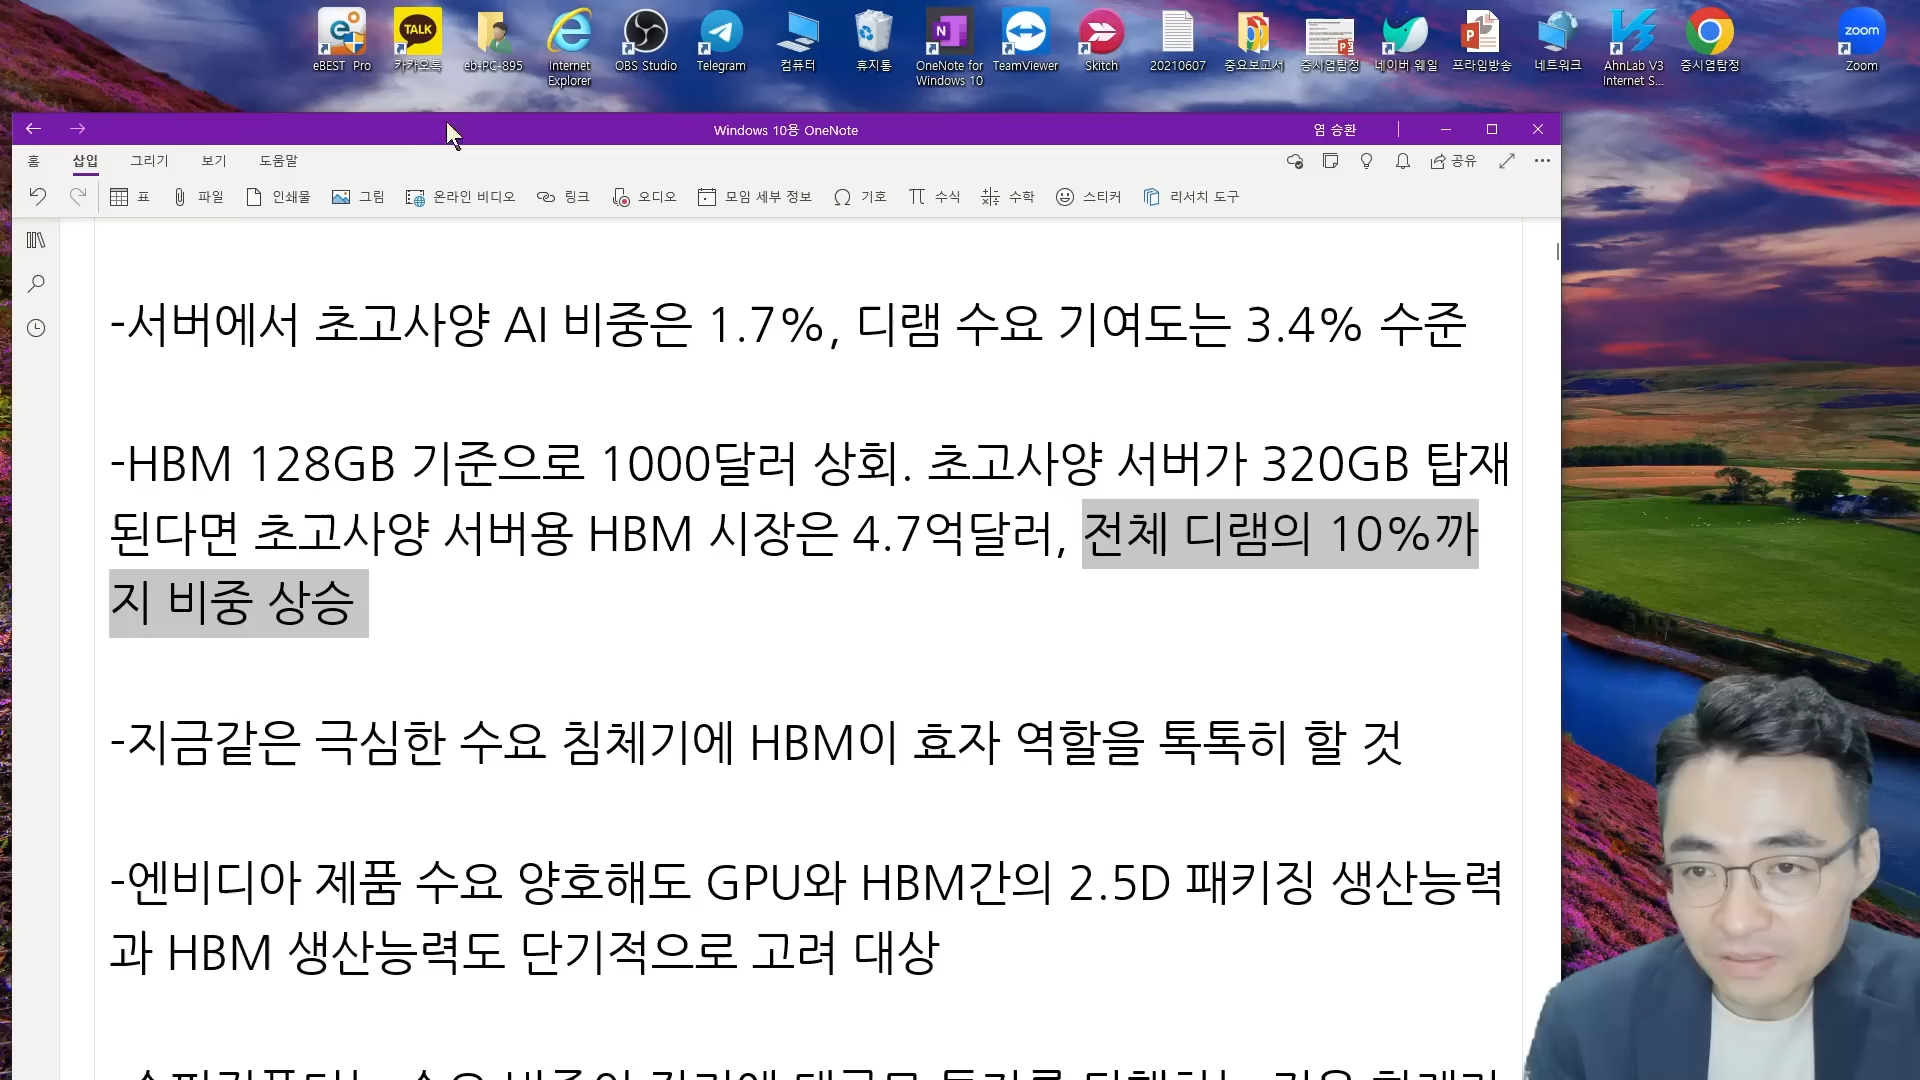 eBEST Pro
카카오톡
eb-PC-895
Internet Explorer
OBS Studio
Telegram
컴퓨터
휴지통
OneNote for Windows 10
TeamViewer
Skitch
20210607
중요보고서
증시염탐정
네이버 웨일
프라임방송
네트워크
AhnLab V3 Internet S...
증시염탐정
Zoom
TALK
zoom
Windows 10용 OneNote
염 승환
홈 삽입 그리기 보기 도움말
공유
표 파일 인쇄물 그림 온라인 비디오 링크 오디오 모임 세부 정보 기호 수식 수학 스티커 리서치 도구
-서버에서 초고사양 AI 비중은 1.7%, 디램 수요 기여도는 3.4% 수준
-HBM 128GB 기준으로 1000달러 상회. 초고사양 서버가 320GB 탑재
된다면 초고사양 서버용 HBM 시장은 4.7억달러, 전체 디램의 10%까
지 비중 상승
-지금같은 극심한 수요 침체기에 HBM이 효자 역할을 톡톡히 할 것
-엔비디아 제품 수요 양호해도 GPU와 HBM간의 2.5D 패키징 생산능력
과 HBM 생산능력도 단기적으로 고려 대상